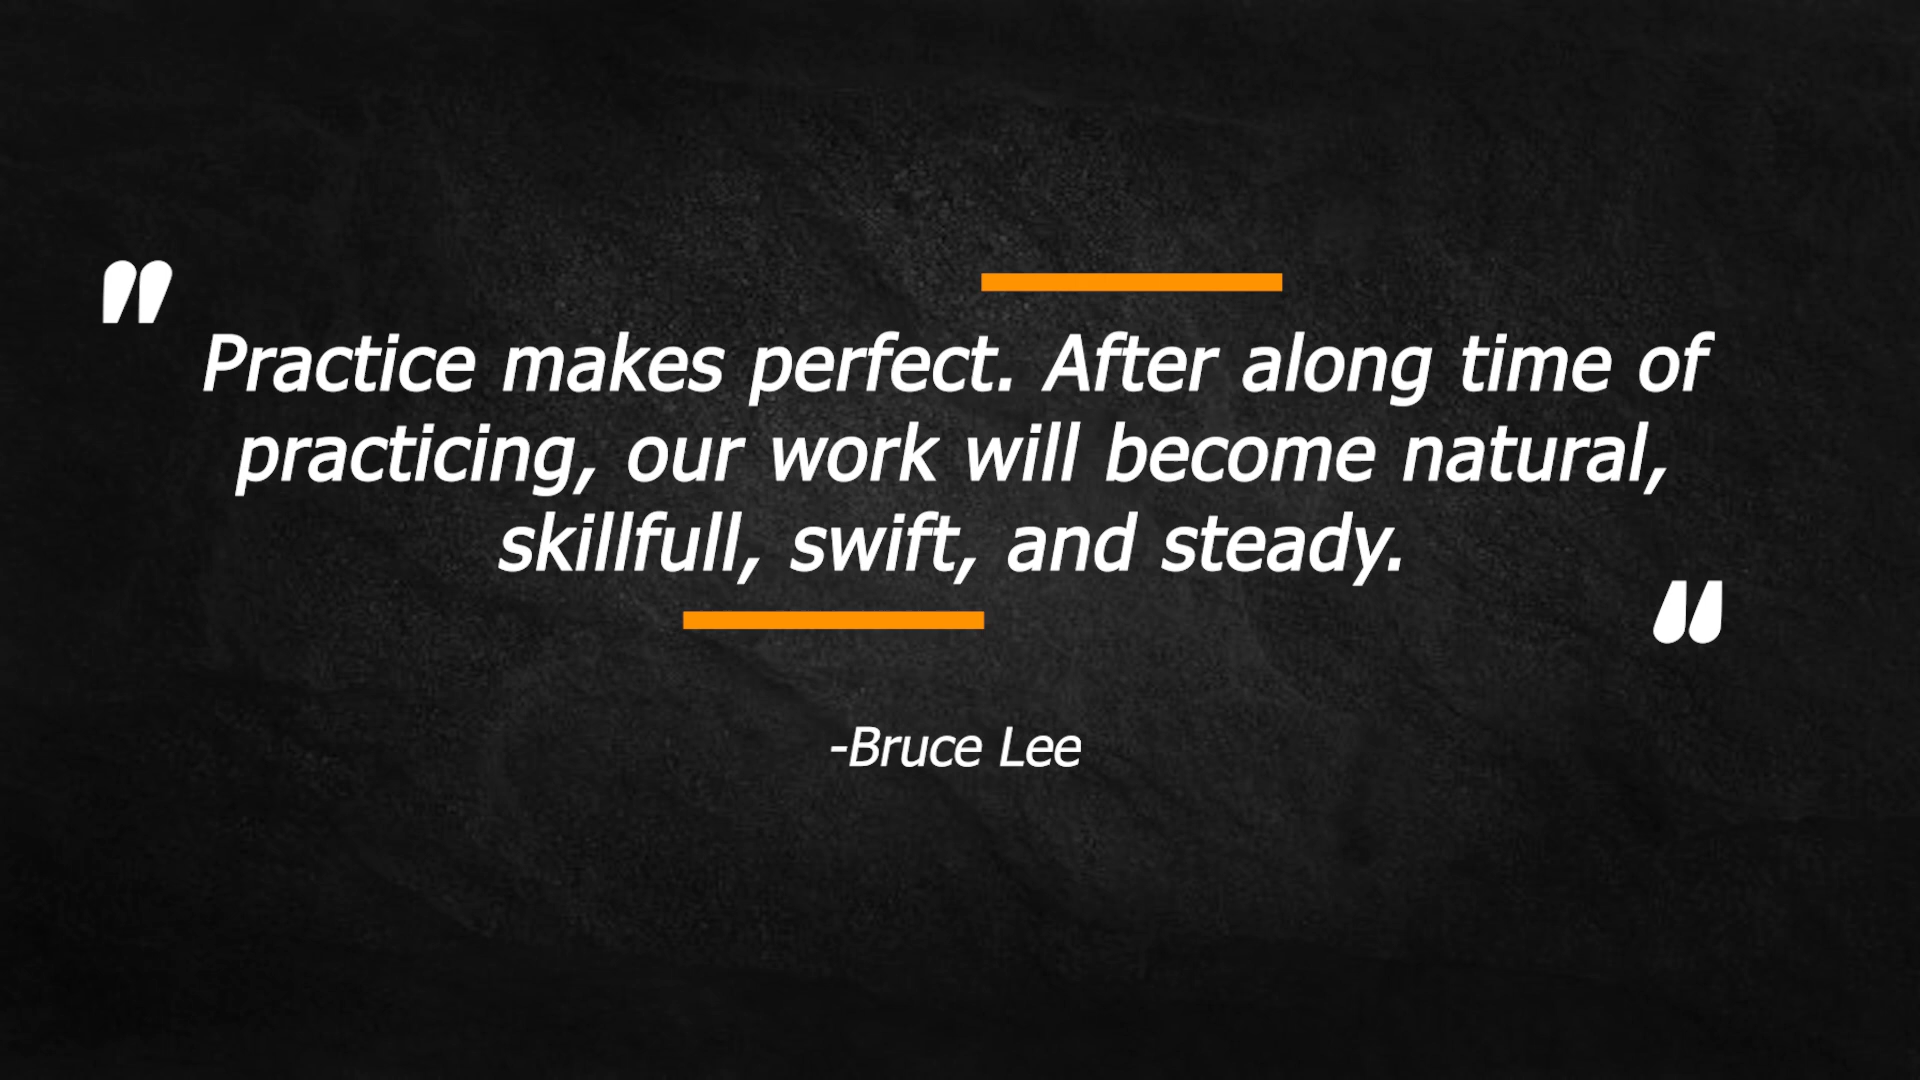 "
Practice makes perfect. After along time of
practicing, our work will become natural,
skillfull, swift, and steady.
"
-Bruce Lee